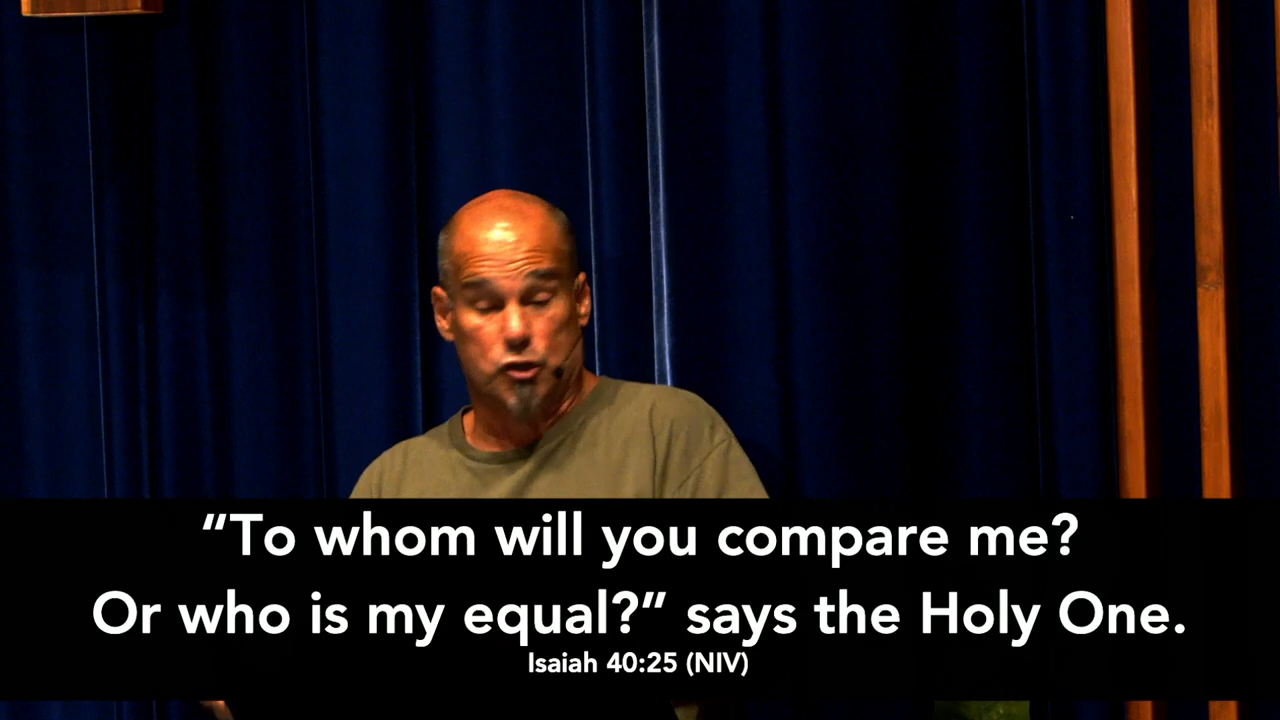 “To whom will you compare me?
Or who is my equal?” says the Holy One.
Isaiah 40:25 (NIV)